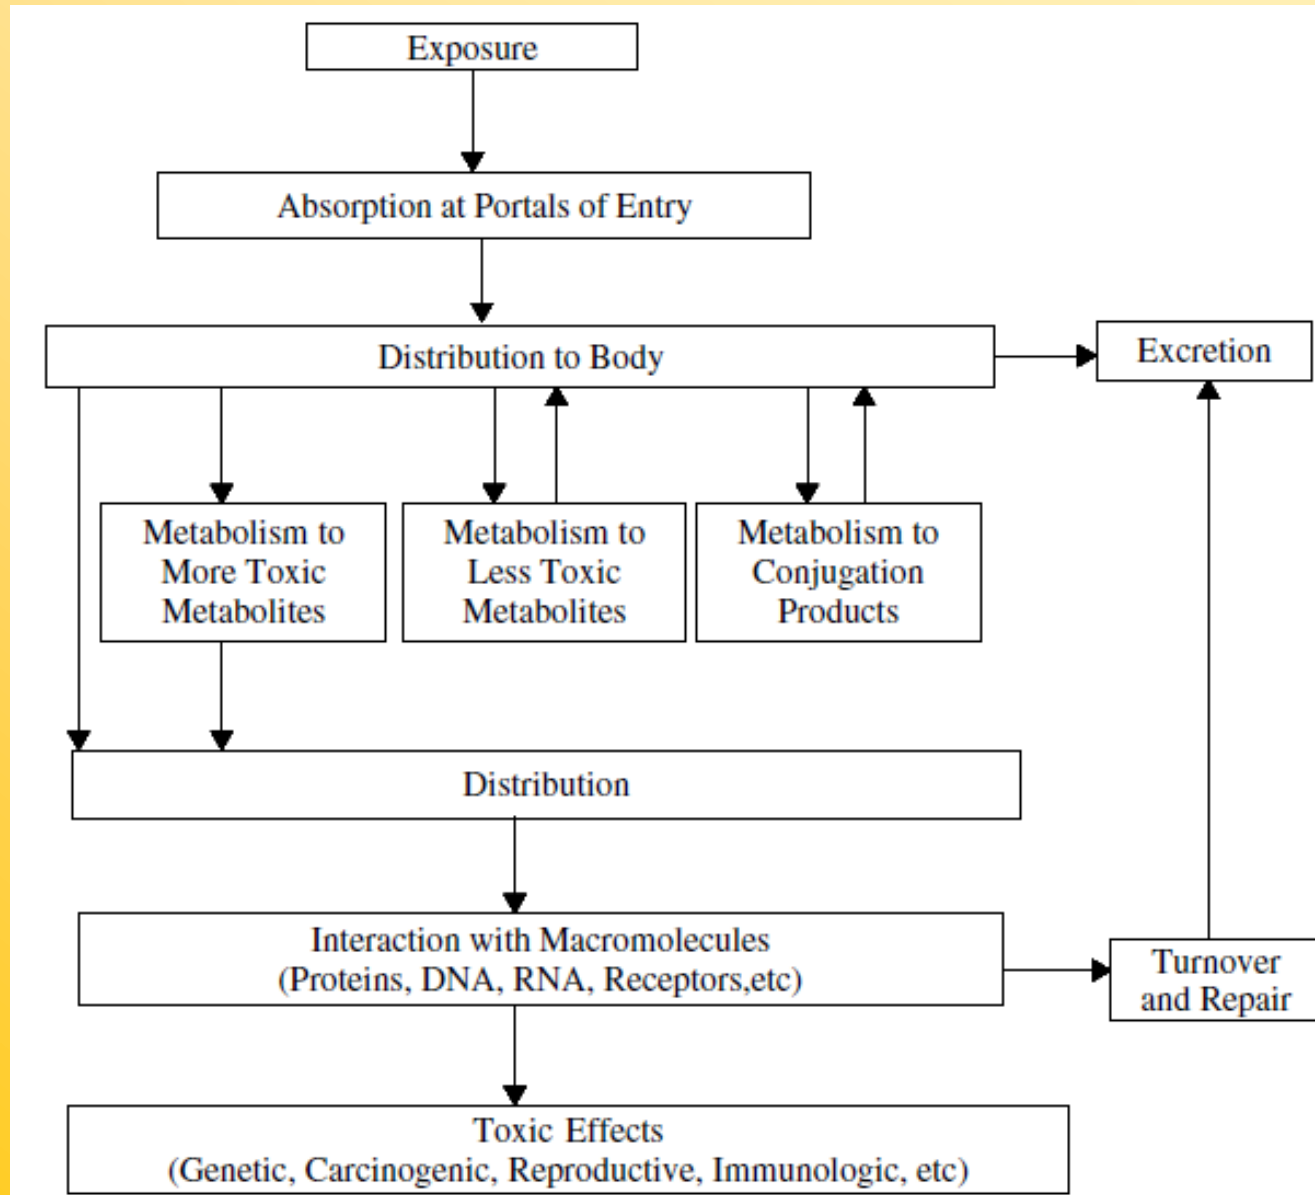 Exposure
Absorption at Portals of Entry
Distribution to Body
Excretion
Metabolism to
More Toxic
Metabolites
Metabolism to
Less Toxic
Metabolites
Metabolism to
Conjugation
Products
Distribution
Interaction with Macromolecules
(Proteins, DNA, RNA, Receptors,etc)
Turnover
and Repair
Toxic Effects
(Genetic, Carcinogenic, Reproductive, Immunologic, etc)